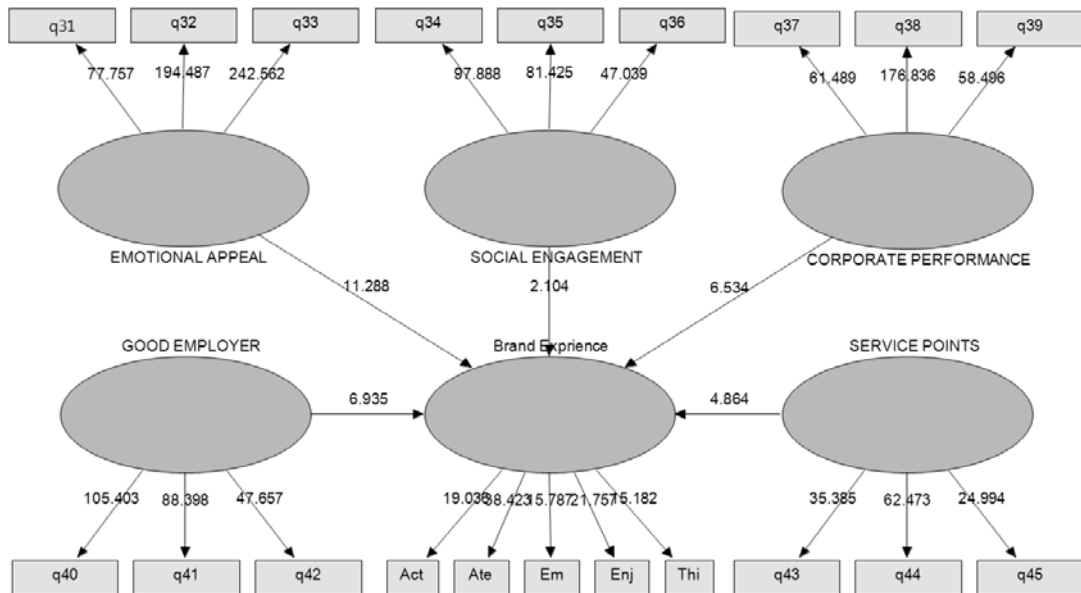 q31 q32 q33 q34 q35 q36 q37 q38 q39
77.757 194.487 242.562 97.888 81.425 47.039 61.489 176.836 58.496
EMOTIONAL APPEAL SOCIAL ENGAGEMENT CORPORATE PERFORMANCE
11.288 2.104 6.534
GOOD EMPLOYER Brand Exprience SERVICE POINTS
6.935 4.864
105.403 88.398 47.657 19.036 38.423 15.787 21.757 15.182 35.385 62.473 24.994
q40 q41 q42 Act Ate Em Enj Thi q43 q44 q45